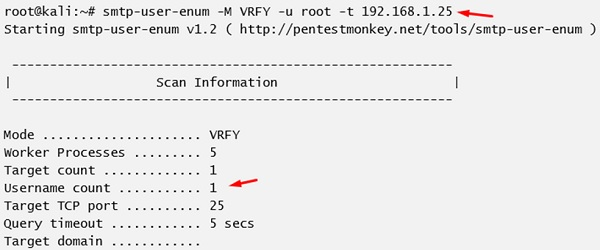 root@kali:~# smtp-user-enum -M VRFY -u root -t 192.168.1.25
Starting smtp-user-enum v1.2 ( http://pentestmonkey.net/tools/smtp-user-enum )
----------------------------------------------------------
| Scan Information |
----------------------------------------------------------
Mode ..................... VRFY
Worker Processes ......... 5
Target count ............. 1
Username count ........... 1
Target TCP port .......... 25
Query timeout ............ 5 secs
Target domain ............